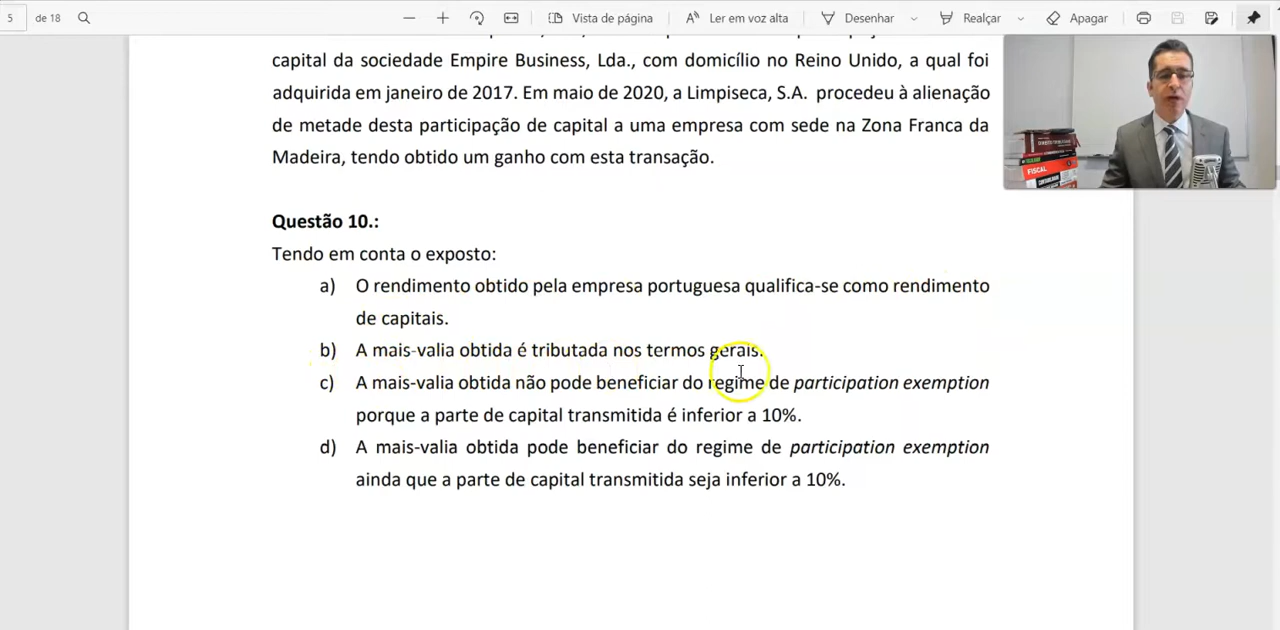 5 de 18
Vista de página
Ler em voz alta
Desenhar
Realçar
Apagar
capital da sociedade Empire Business, Lda., com domicílio no Reino Unido, a qual foi
adquirida em janeiro de 2017. Em maio de 2020, a Limpiseca, S.A. procedeu à alienação
de metade desta participação de capital a uma empresa com sede na Zona Franca da
Madeira, tendo obtido um ganho com esta transação.
FISCAL
Questão 10.:
Tendo em conta o exposto:
a) O rendimento obtido pela empresa portuguesa qualifica-se como rendimento
de capitais.
b) A mais-valia obtida é tributada nos termos gerais.
c) A mais-valia obtida não pode beneficiar do regime de participation exemption
porque a parte de capital transmitida é inferior a 10%.
d) A mais-valia obtida pode beneficiar do regime de participation exemption
ainda que a parte de capital transmitida seja inferior a 10%.